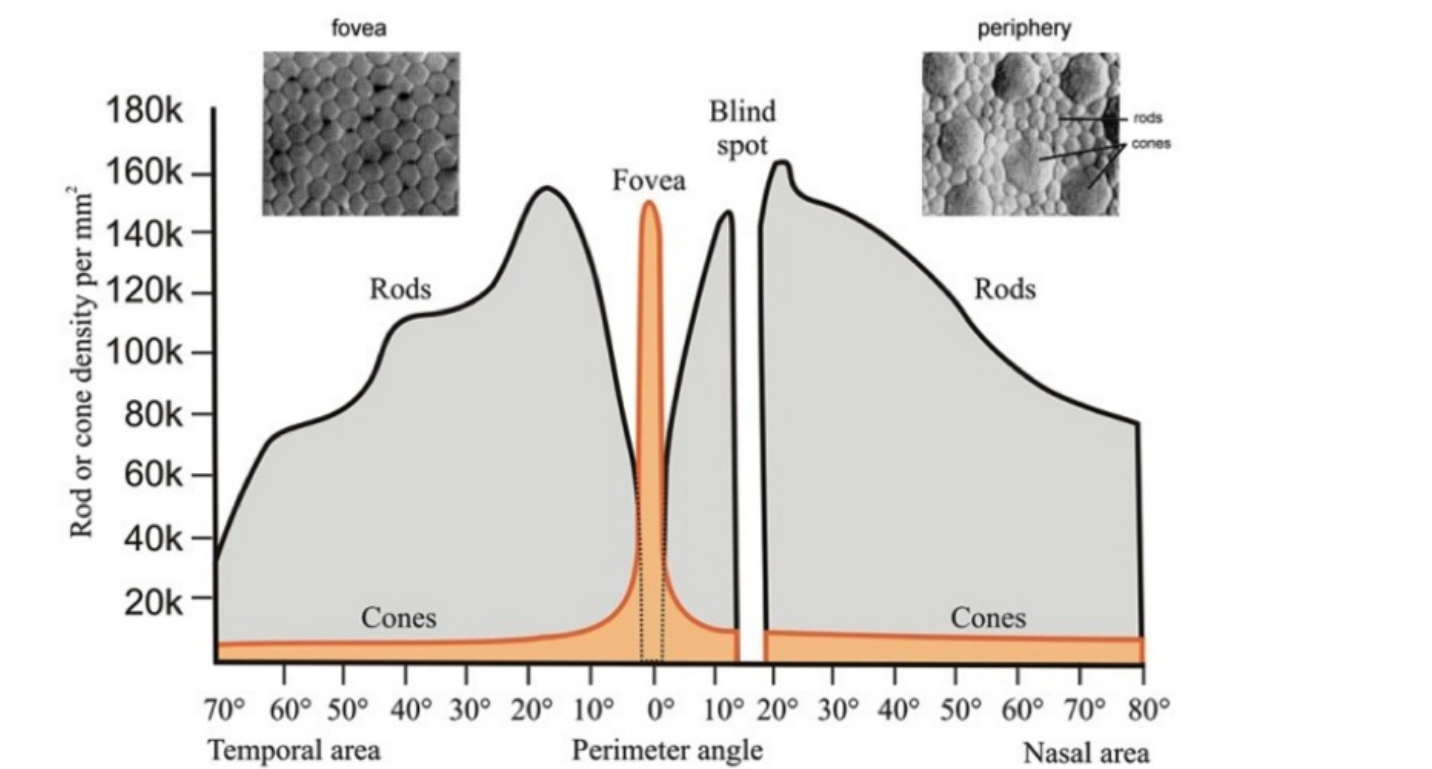 fovea
periphery
rods
cones
Blind
spot
Fovea
Rods
Rods
Cones
Cones
Rod or cone density per mm²
180k
160k
140k
120k
100k
80k
60k
40k
20k
70° 60° 50° 40° 30° 20° 10° 0° 10° 20° 30° 40° 50° 60° 70° 80°
Temporal area Perimeter angle Nasal area